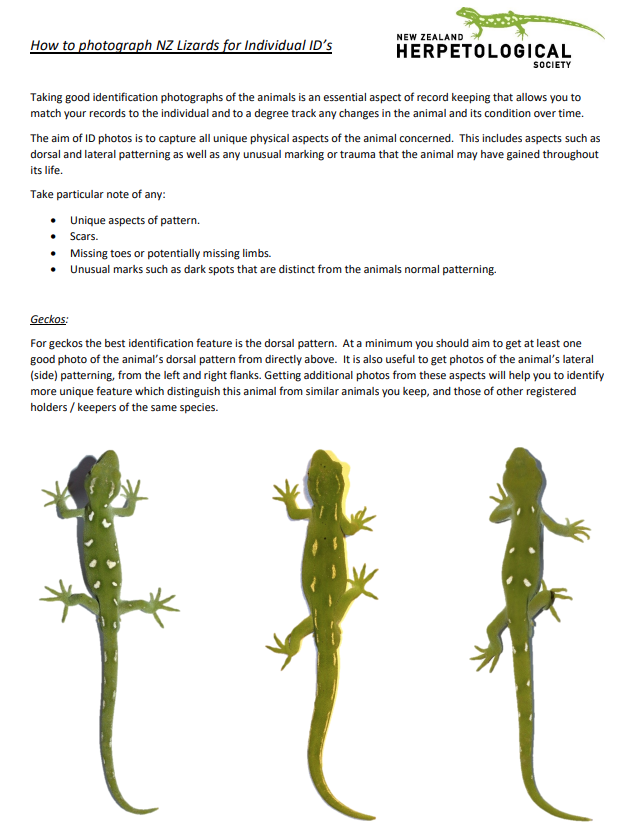 How to photograph NZ Lizards for Individual ID's
NEW ZEALAND
HERPETOLOGICAL
SOCIETY
Taking good identification photographs of the animals is an essential aspect of record keeping that allows you to
match your records to the individual and to a degree track any changes in the animal and its condition over time.
The aim of ID photos is to capture all unique physical aspects of the animal concerned.  This includes aspects such as
dorsal and lateral patterning as well as any unusual marking or trauma that the animal may have gained throughout
its life.
Take particular note of any:
• Unique aspects of pattern.
• Scars.
• Missing toes or potentially missing limbs.
• Unusual marks such as dark spots that are distinct from the animals normal patterning.
Geckos:
For geckos the best identification feature is the dorsal pattern.  At a minimum you should aim to get at least one
good photo of the animal's dorsal pattern from directly above.  It is also useful to get photos of the animal's lateral
(side) patterning, from the left and right flanks. Getting additional photos from these aspects will help you to identify
more unique feature which distinguish this animal from similar animals you keep, and those of other registered
holders / keepers of the same species.